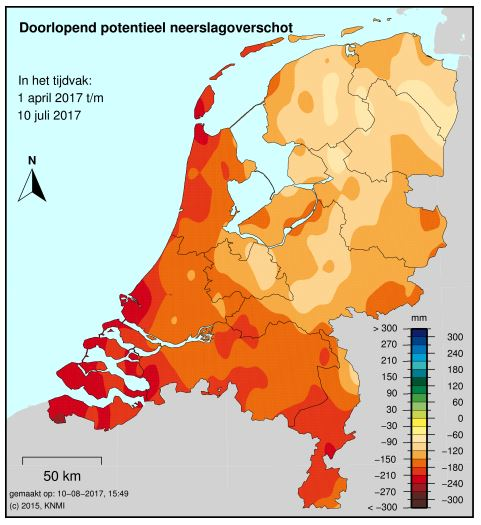 Doorlopend potentieel neerslagoverschot
In het tijdvak:
1 april 2017 t/m
10 juli 2017
N
mm
> 300
300
270
240
210
180
150
120
90
60
30
0
−30
−60
−90
−120
−150
−180
−210
−240
−270
−300
< −300
50 km
gemaakt op: 10−08−2017, 15:49
(c) 2015, KNMI